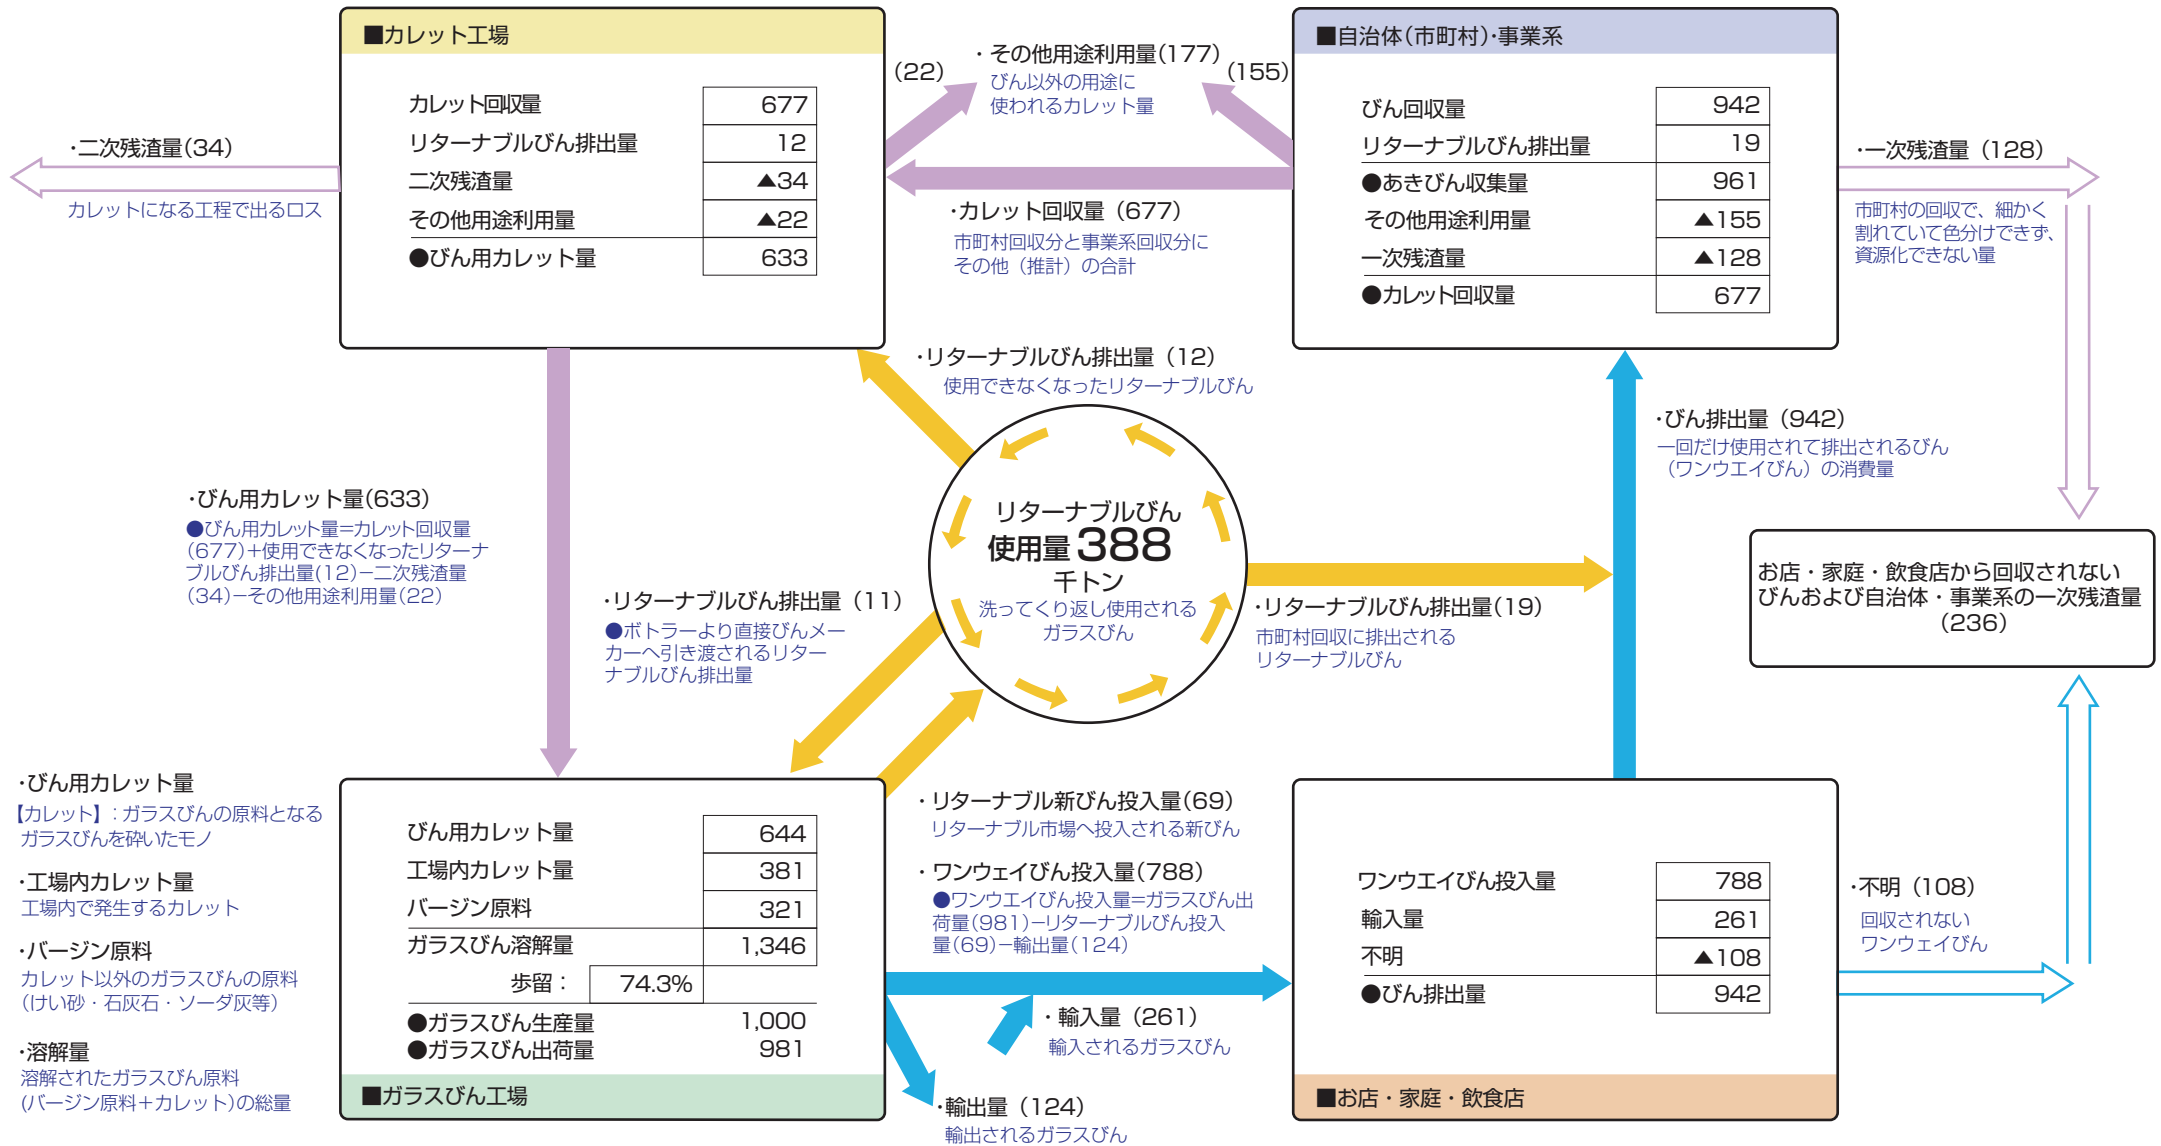 ■カレット工場
カレット回収量 677
リターナブルびん排出量 12
二次残渣量 ▲34
その他用途利用量 ▲22
●びん用カレット量 633
・二次残渣量(34)
カレットになる工程で出るロス
(22)
・その他用途利用量(177)
びん以外の用途に
使われるカレット量
(155)
・カレット回収量（677）
市町村回収分と事業系回収分に
その他（推計）の合計
■自治体(市町村)・事業系
びん回収量 942
リターナブルびん排出量 19
●あきびん収集量 961
その他用途利用量 ▲155
一次残渣量 ▲128
●カレット回収量 677
・一次残渣量（128）
市町村の回収で、細かく
割れていて色分けできず、
資源化できない量
・リターナブルびん排出量（12）
使用できなくなったリターナブルびん
・びん排出量（942）
一回だけ使用されて排出されるびん
（ワンウエイびん）の消費量
・びん用カレット量(633)
●びん用カレット量=カレット回収量
(677)＋使用できなくなったリターナ
ブルびん排出量(12)−二次残渣量
(34)−その他用途利用量(22)
リターナブルびん
使用量388
千トン
洗ってくり返し使用される
ガラスびん
・リターナブルびん排出量（11）
●ボトラーより直接びんメー
カーへ引き渡されるリター
ナブルびん排出量
・リターナブルびん排出量(19)
市町村回収に排出される
リターナブルびん
お店・家庭・飲食店から回収されない
びんおよび自治体・事業系の一次残渣量
(236)
・びん用カレット量
【カレット】：ガラスびんの原料となる
ガラスびんを砕いたモノ
・工場内カレット量
工場内で発生するカレット
・バージン原料
カレット以外のガラスびんの原料
（けい砂・石灰石・ソーダ灰等）
・溶解量
溶解されたガラスびん原料
(バージン原料＋カレット)の総量
びん用カレット量 644
工場内カレット量 381
バージン原料 321
ガラスびん溶解量 1,346
歩留： 74.3%
●ガラスびん生産量 1,000
●ガラスびん出荷量 981
■ガラスびん工場
・リターナブル新びん投入量(69)
リターナブル市場へ投入される新びん
・ワンウェイびん投入量(788)
●ワンウエイびん投入量=ガラスびん出
荷量(981)−リターナブルびん投入
量(69)−輸出量(124)
・輸入量（261）
輸入されるガラスびん
・輸出量（124）
輸出されるガラスびん
ワンウエイびん投入量 788
輸入量 261
不明 ▲108
●びん排出量 942
■お店・家庭・飲食店
・不明（108）
回収されない
ワンウェイびん